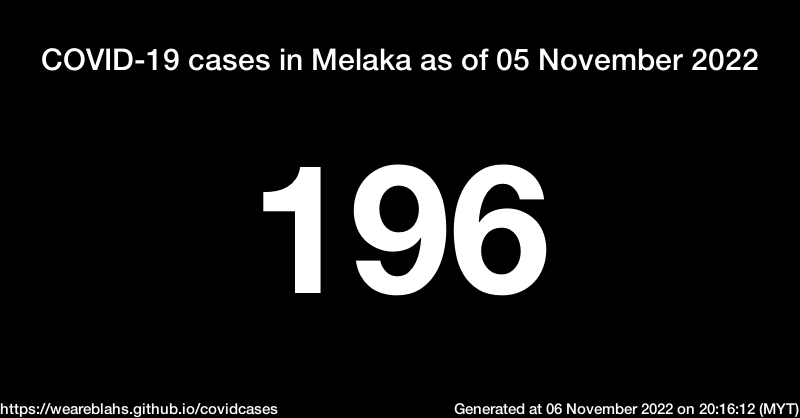 COVID-19 cases in Melaka as of 05 November 2022
196
https://weareblahs.github.io/covidcases
Generated at 06 November 2022 on 20:16:12 (MYT)